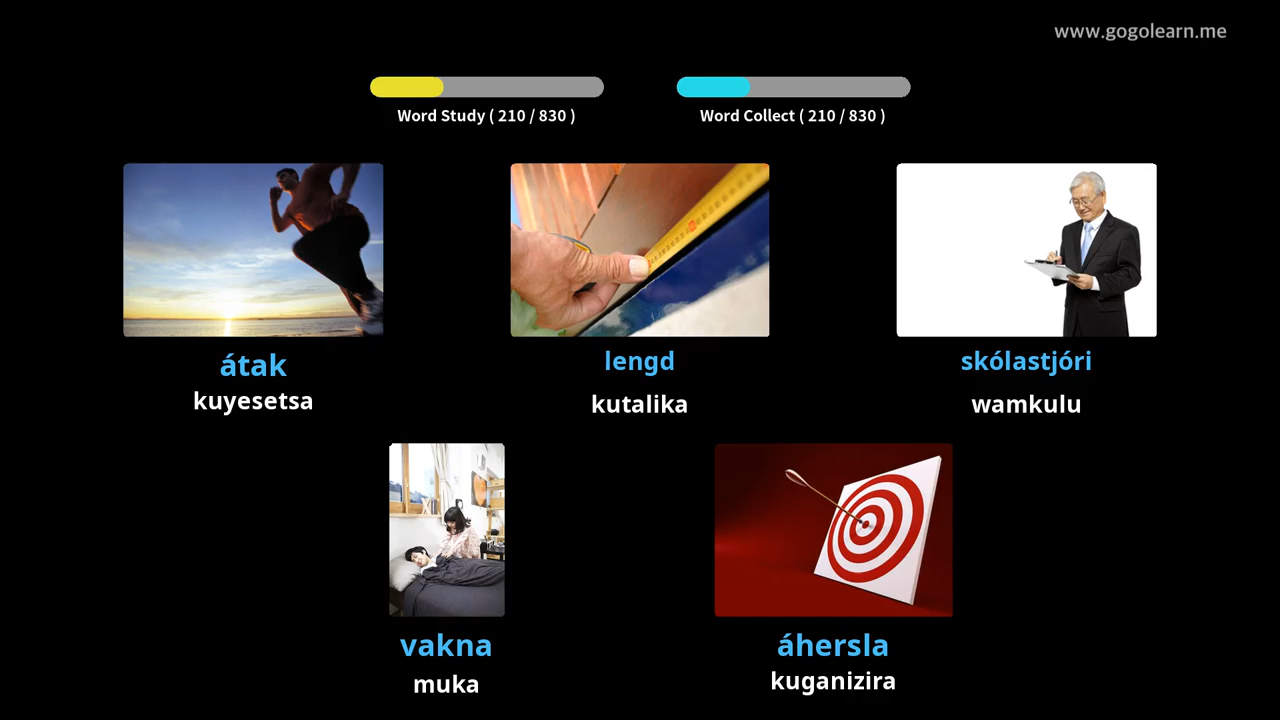 www.gogolearn.me
Word Study ( 210 / 830 )
Word Collect ( 210 / 830 )
átak
kuyesetsa
lengd
kutalika
skólastjóri
wamkulu
vakna
muka
áhersla
kuganizira